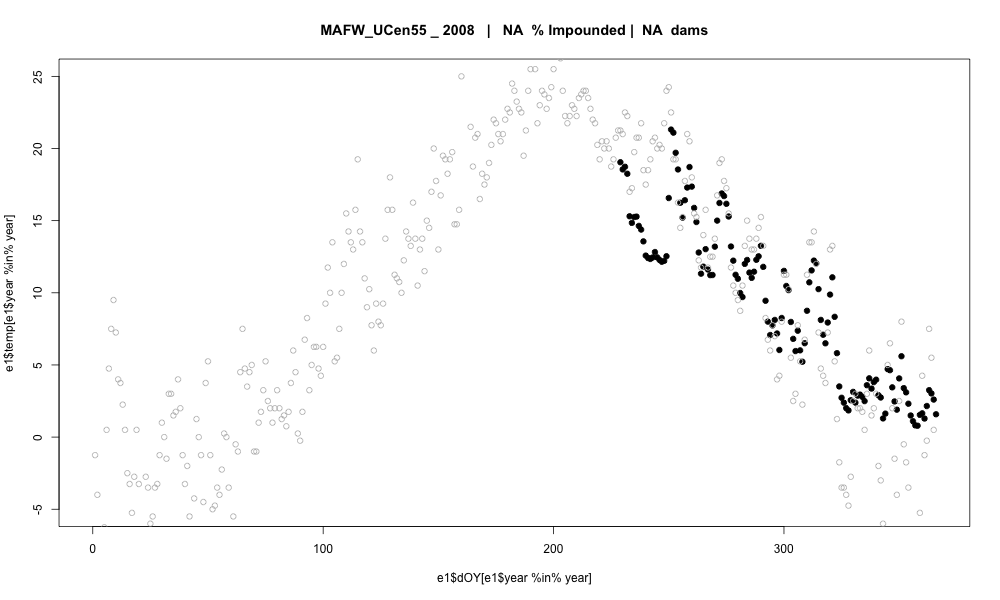 MAFW_UCen55 _ 2008 | NA % Impounded | NA dams
e1$temp[e1$year %in% year]
25
20
15
10
5
0
-5
0 100 200 300
e1$dOY[e1$year %in% year]